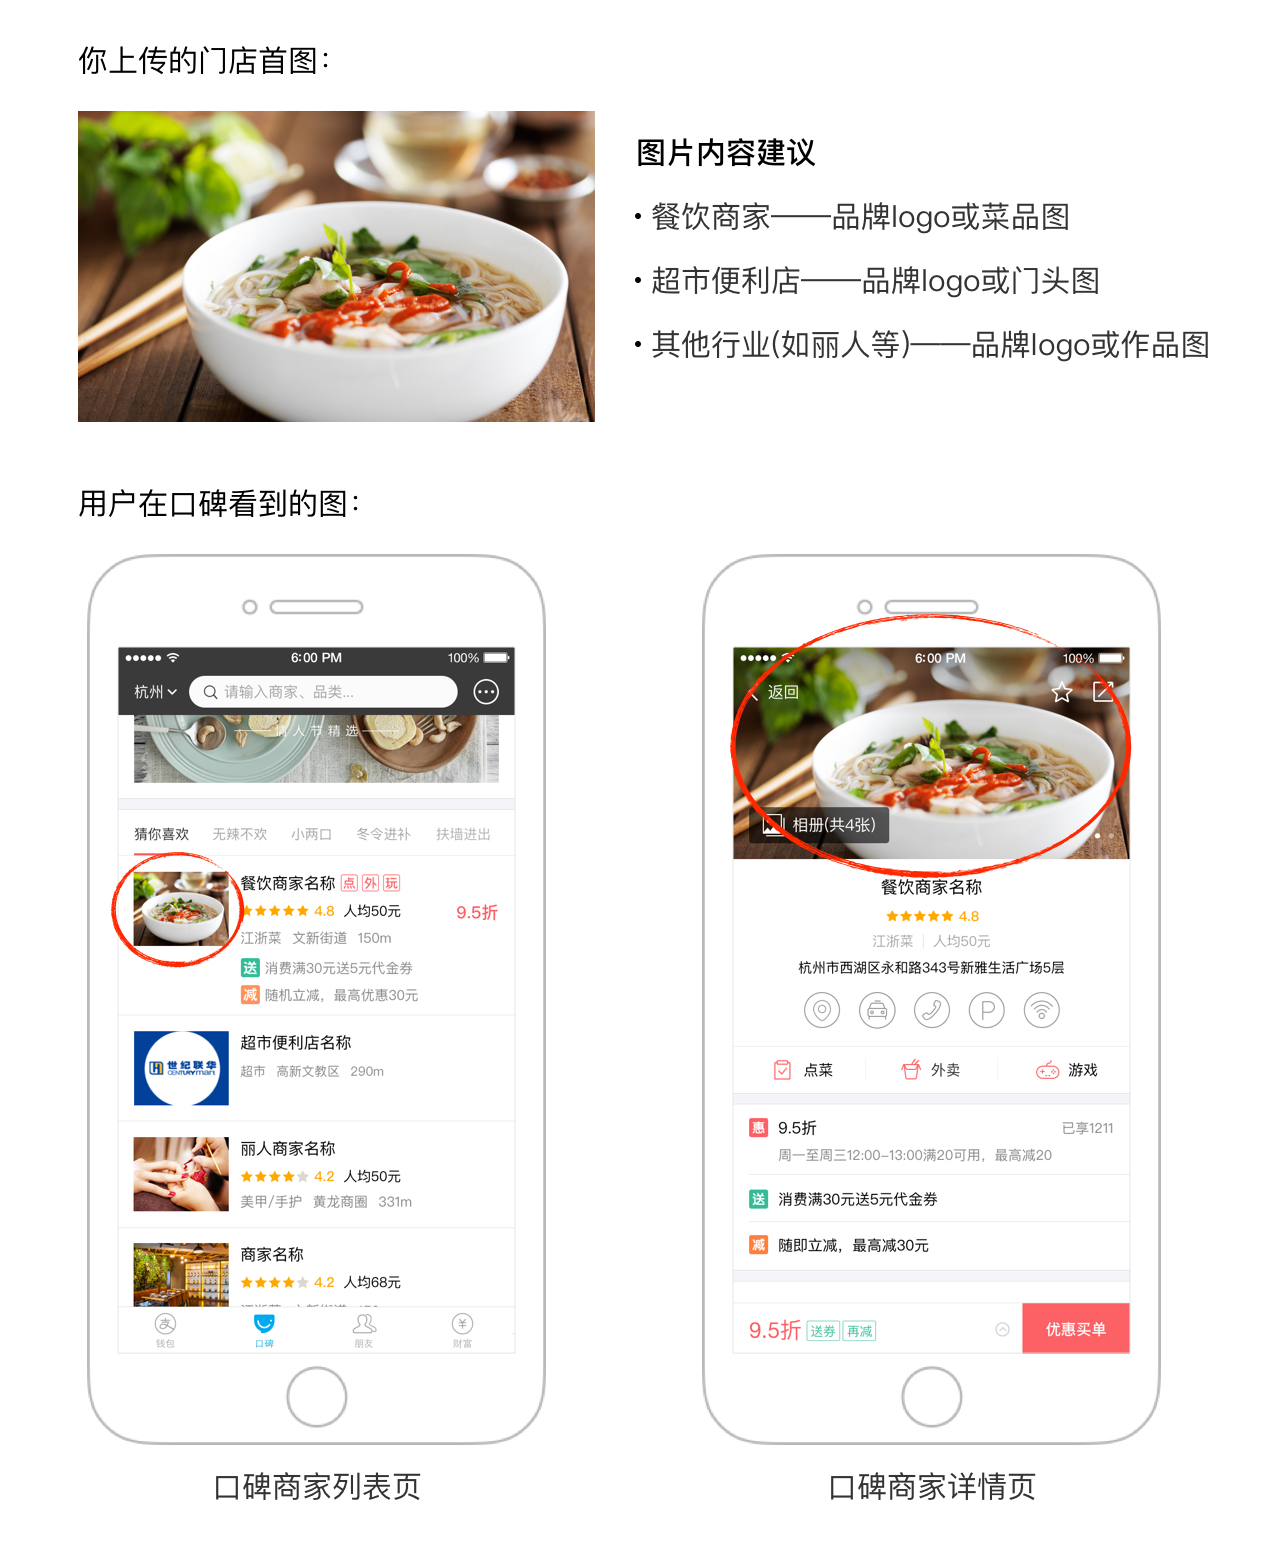 你上传的门店首图：
图片内容建议
• 餐饮商家——品牌logo或菜品图
• 超市便利店——品牌logo或门头图
• 其他行业(如丽人等)——品牌logo或作品图
用户在口碑看到的图：
6:00 PM 100%
杭州 请输入商家、品类...
情人节精选
猜你喜欢 无辣不欢 小两口 冬令进补 扶墙进出
餐饮商家名称 点 外 玩
4.8 人均50元 9.5折
江浙菜 文新街道 150m
送 消费满30元送5元代金券
减 随机立减，最高优惠30元
世纪联华
CENTURYmart
超市便利店名称
超市 高新文教区 290m
丽人商家名称
4.2 人均50元
美甲/手护 黄龙商圈 331m
商家名称
4.2 人均68元
支 ¥
钱包 口碑 朋友 财富
口碑商家列表页
6:00 PM 100%
返回
相册(共4张)
餐饮商家名称
4.8
江浙菜 人均50元
杭州市西湖区永和路343号新雅生活广场5层
P
点菜 外卖 游戏
惠 9.5折 已享1211
周一至周三12:00-13:00满20可用，最高减20
送 消费满30元送5元代金券
减 随即立减，最高减30元
9.5折 送券 再减 优惠买单
口碑商家详情页